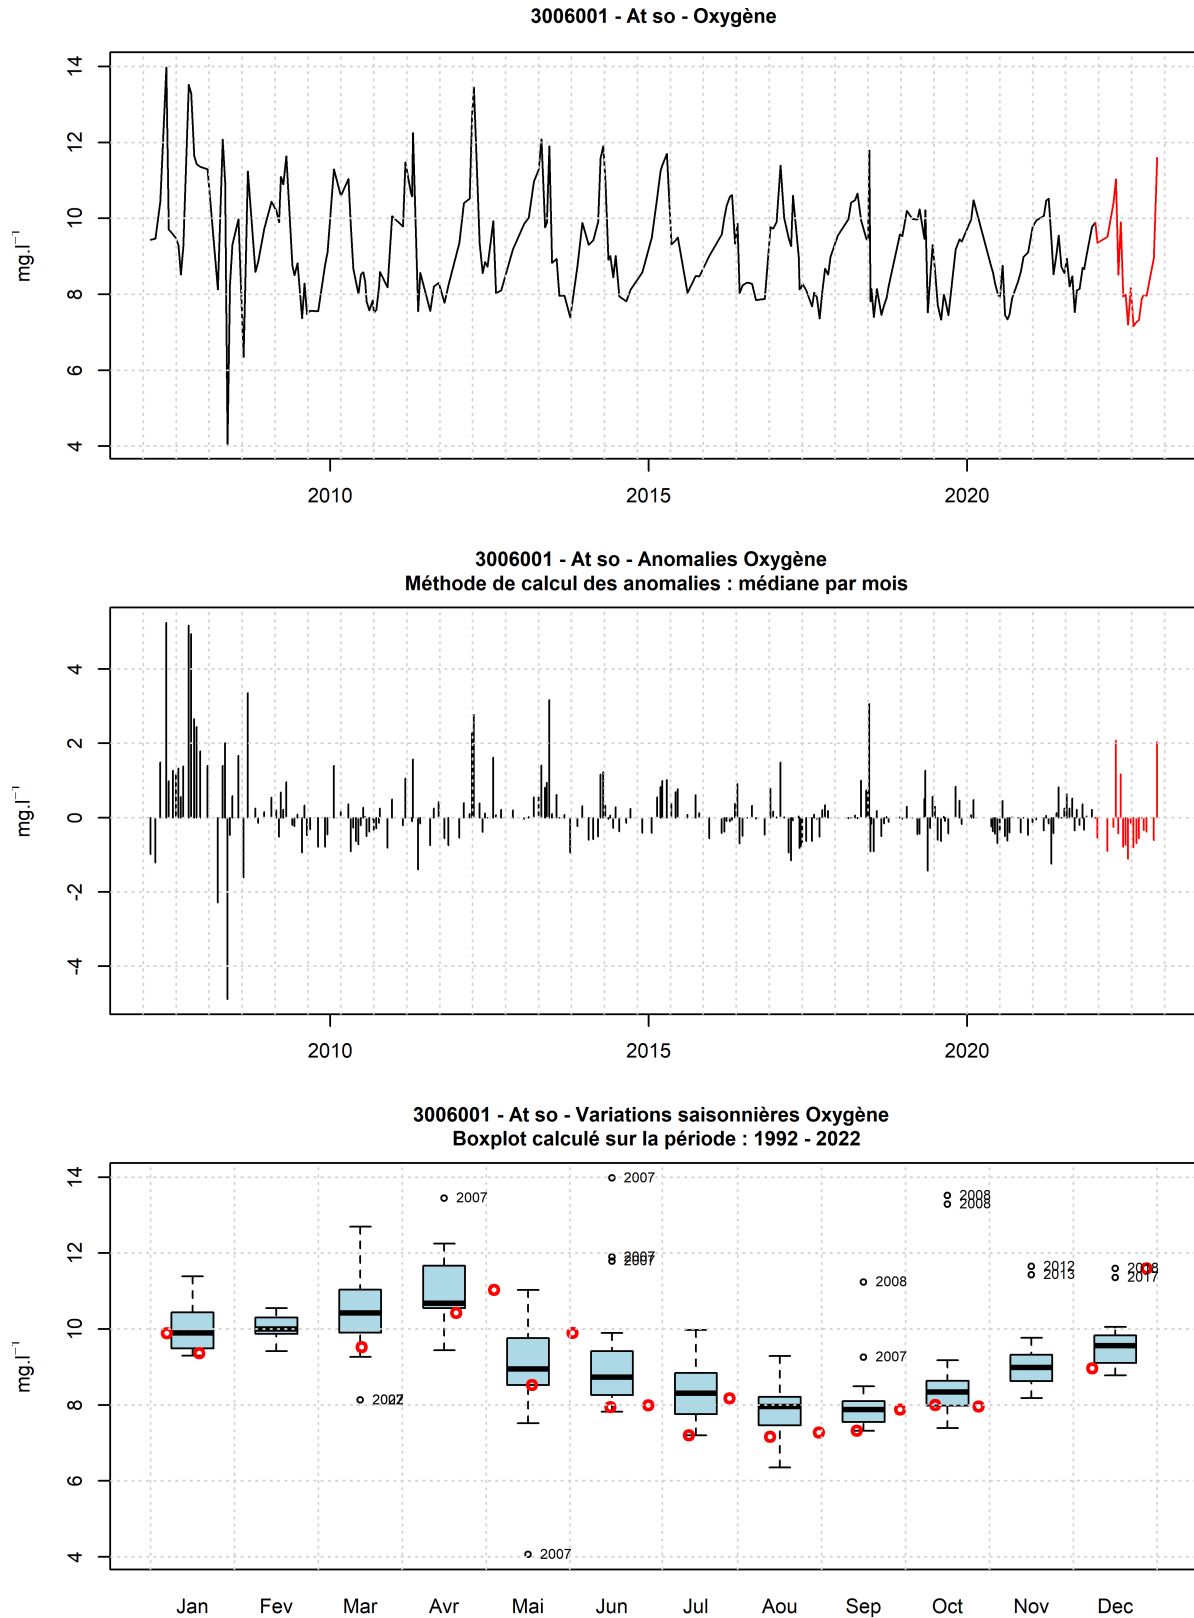 3006001 - At so - Oxygène
mg.l⁻¹
14
12
10
8
6
4
2010 2015 2020
3006001 - At so - Anomalies Oxygène
Méthode de calcul des anomalies : médiane par mois
mg.l⁻¹
4
2
0
-2
-4
2010 2015 2020
3006001 - At so - Variations saisonnières Oxygène
Boxplot calculé sur la période : 1992 - 2022
mg.l⁻¹
14
12
10
8
6
4
2007
2007
2007
2007
2007
2008
2007
2008
2008
2012
2013
2017
Jan Fev Mar Avr Mai Jun Jul Aou Sep Oct Nov Dec